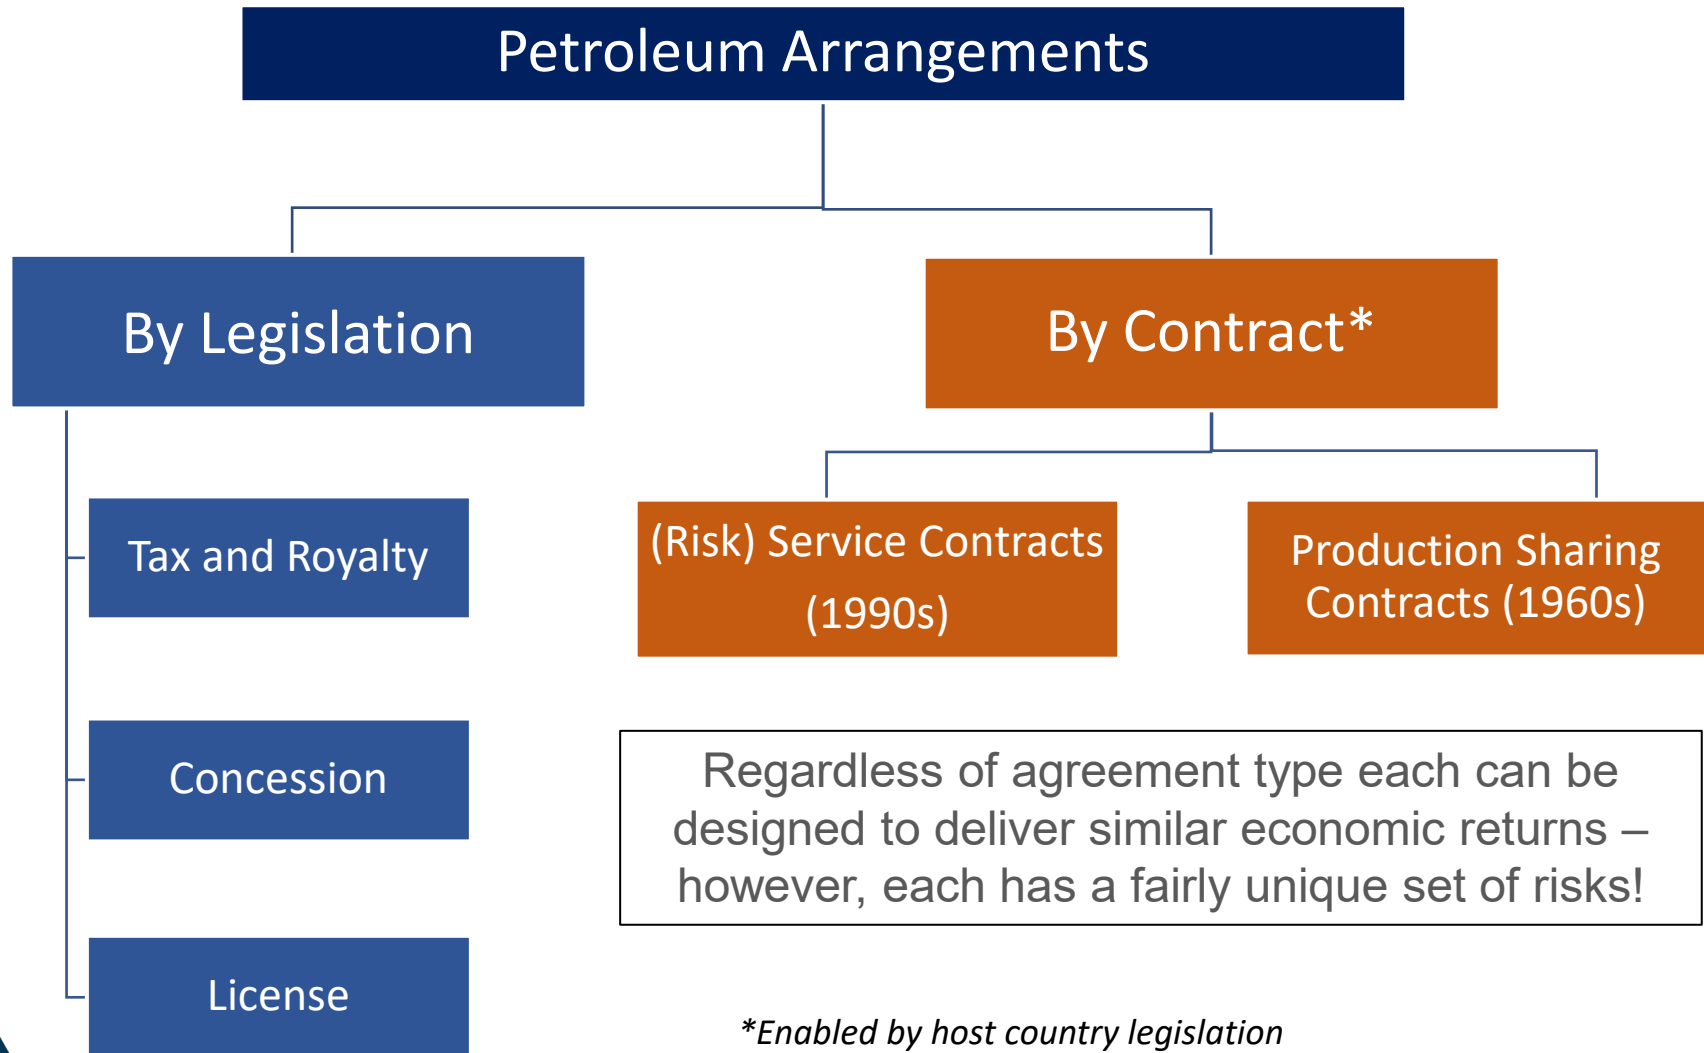 Petroleum Arrangements
By Legislation
By Contract*
Tax and Royalty
Concession
License
(Risk) Service Contracts
(1990s)
Production Sharing
Contracts (1960s)
Regardless of agreement type each can be
designed to deliver similar economic returns –
however, each has a fairly unique set of risks!
*Enabled by host country legislation